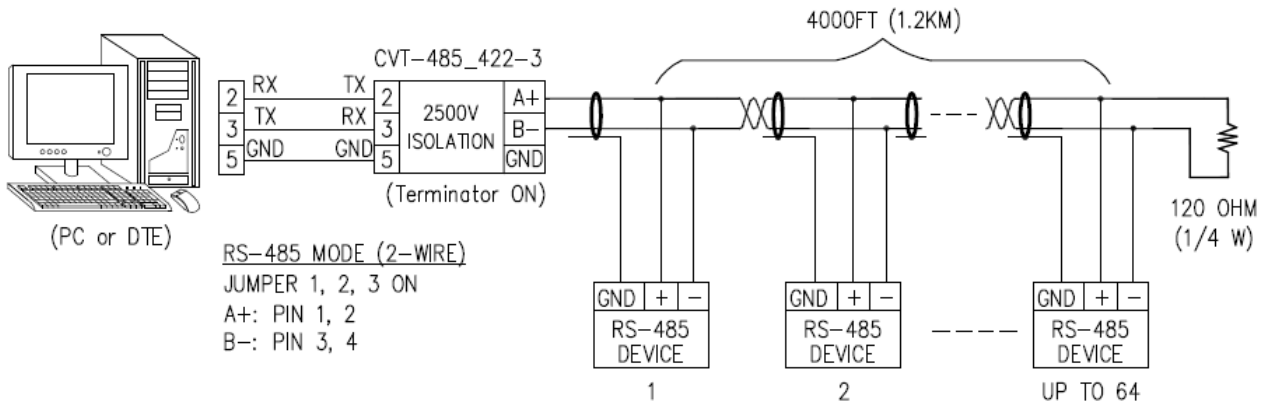 4000FT (1.2KM)
CVT-485_422-3
2 RX TX 2 A+
3 TX RX 3 B-
5 GND GND 5 GND
2500V
ISOLATION
(Terminator ON)
(PC or DTE)
120 OHM
(1/4 W)
RS-485 MODE (2-WIRE)
JUMPER 1, 2, 3 ON
A+: PIN 1, 2
B-: PIN 3, 4
GND + -
RS-485
DEVICE
1
GND + -
RS-485
DEVICE
2
GND + -
RS-485
DEVICE
UP TO 64